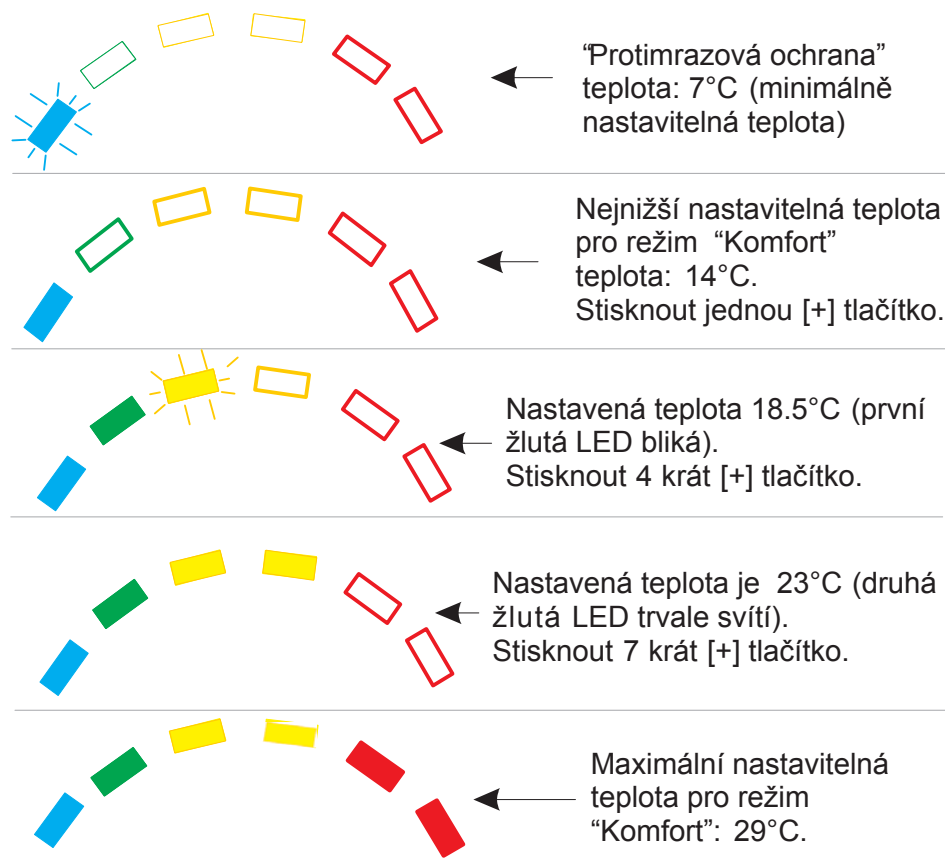 “Protimrazová ochrana”
teplota: 7°C (minimálně
nastavitelná teplota)
Nejnižší nastavitelná teplota
pro režim “Komfort”
teplota: 14°C.
Stisknout jednou [+] tlačítko.
Nastavená teplota 18.5°C (první
žlutá LED bliká).
Stisknout 4 krát [+] tlačítko.
Nastavená teplota je 23°C (druhá
žlutá LED trvale svítí).
Stisknout 7 krát [+] tlačítko.
Maximální nastavitelná
teplota pro režim
“Komfort”: 29°C.